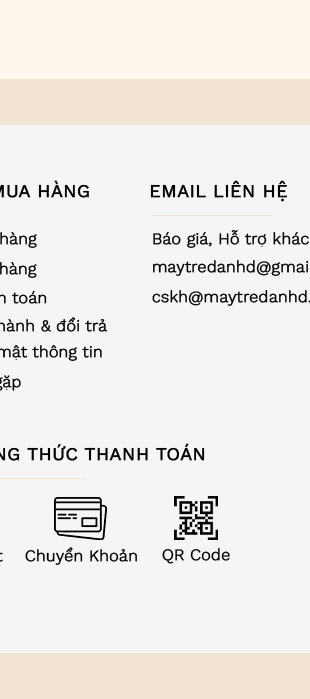 MUA HÀNG
hàng
hàng
n toán
hành & đổi trả
mật thông tin
gặp
EMAIL LIÊN HỆ
Báo giá, Hỗ trợ khác
maytredanhd@gmai
cskh@maytredanhd.
NG THỨC THANH TOÁN
t
Chuyển Khoản
QR Code